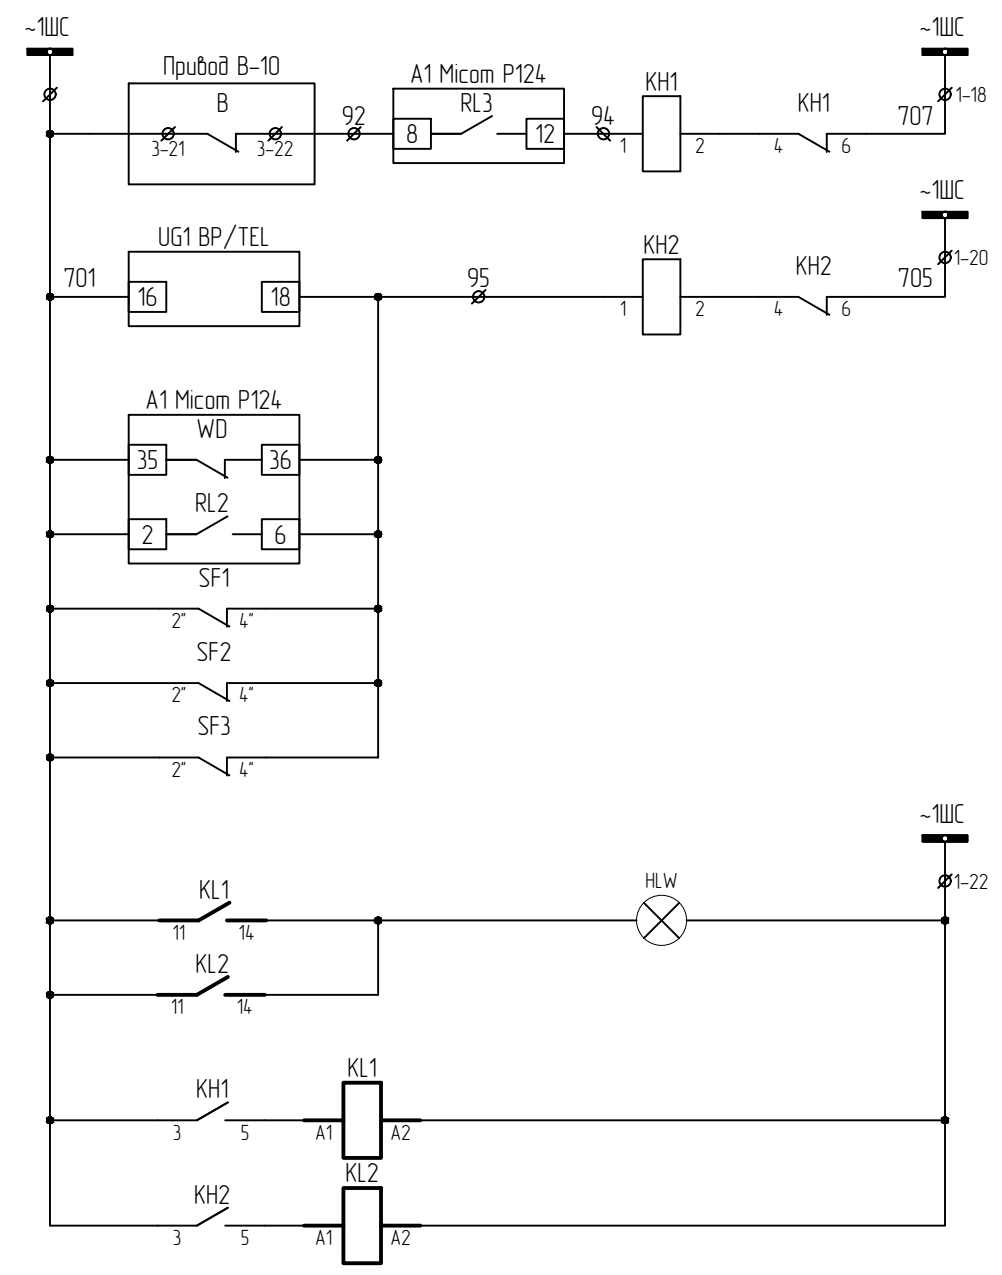 ~1ШС
~1ШС
Привод В-10
A1 Micom P124
KH1
1-18
B
RL3
KH1
707
92
94
8
12
3-21
3-22
1
2
4
6
~1ШС
UG1 BP/TEL
KH2
1-20
KH2
701
95
705
16
18
1
2
4
6
A1 Micom P124
WD
35
36
RL2
2
6
SF1
2"
4"
SF2
2"
4"
SF3
2"
4"
~1ШС
HLW
1-22
KL1
11
14
KL2
11
14
KL1
KH1
3
5
A1
A2
KL2
KH2
3
5
A1
A2